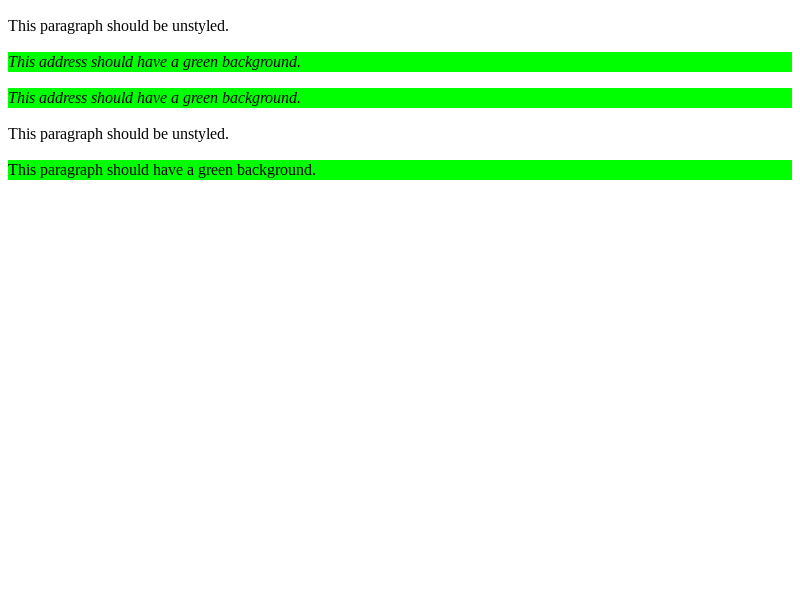 This paragraph should be unstyled.
This address should have a green background.
This address should have a green background.
This paragraph should be unstyled.
This paragraph should have a green background.